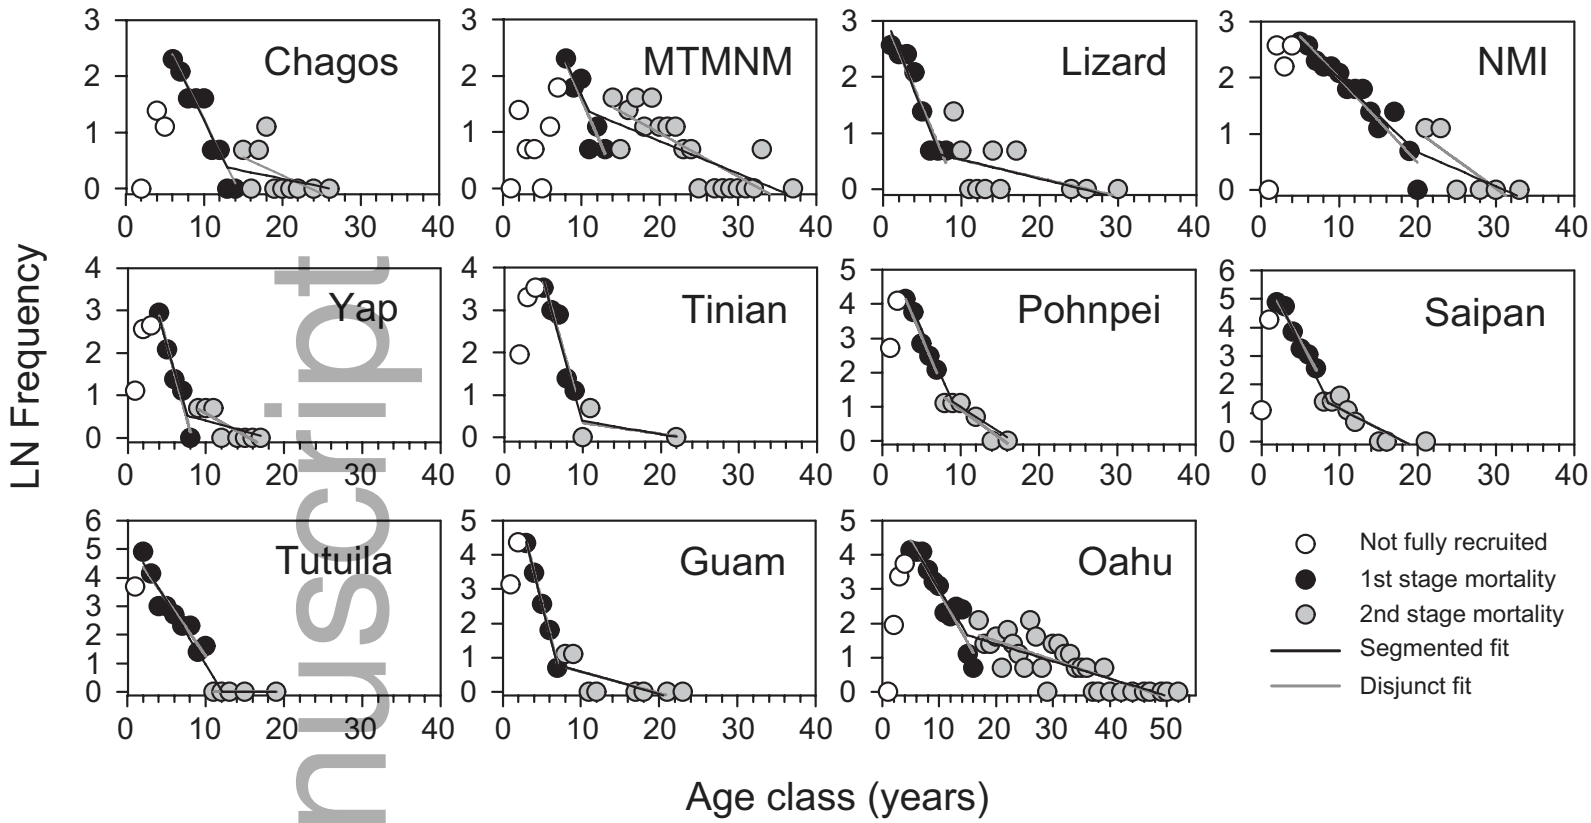 3 3 3 3
Chagos MTMNM Lizard NMI
2 2 2 2
1 1 1 1
0 0 0 0
0 10 20 30 40 0 10 20 30 40 0 10 20 30 40 0 10 20 30 40
4 4 5 6
Yap Tinian Pohnpei Saipan
3 3 4 5
2 2 3 4
1 1 2 3
0 0 1 2
0 1
0
0 10 20 30 40 0 10 20 30 40 0 10 20 30 40 0 10 20 30 40
6 5 5
Tutuila Guam Oahu
5 4 4
4 3 3
3 2 2
2 1 1
1 0 0
0
0 10 20 30 40 0 10 20 30 40 0 10 20 30 40 50
LN Frequency
Age class (years)
Not fully recruited
1st stage mortality
2nd stage mortality
Segmented fit
Disjunct fit
nuscript